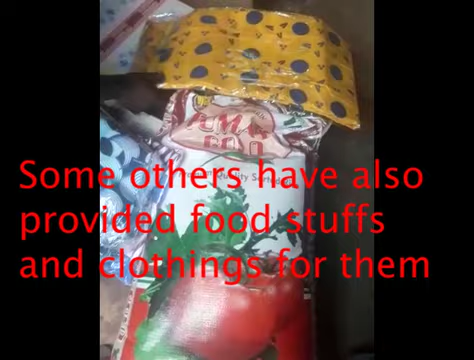 Some others have also
provided food stuffs
and clothings for them